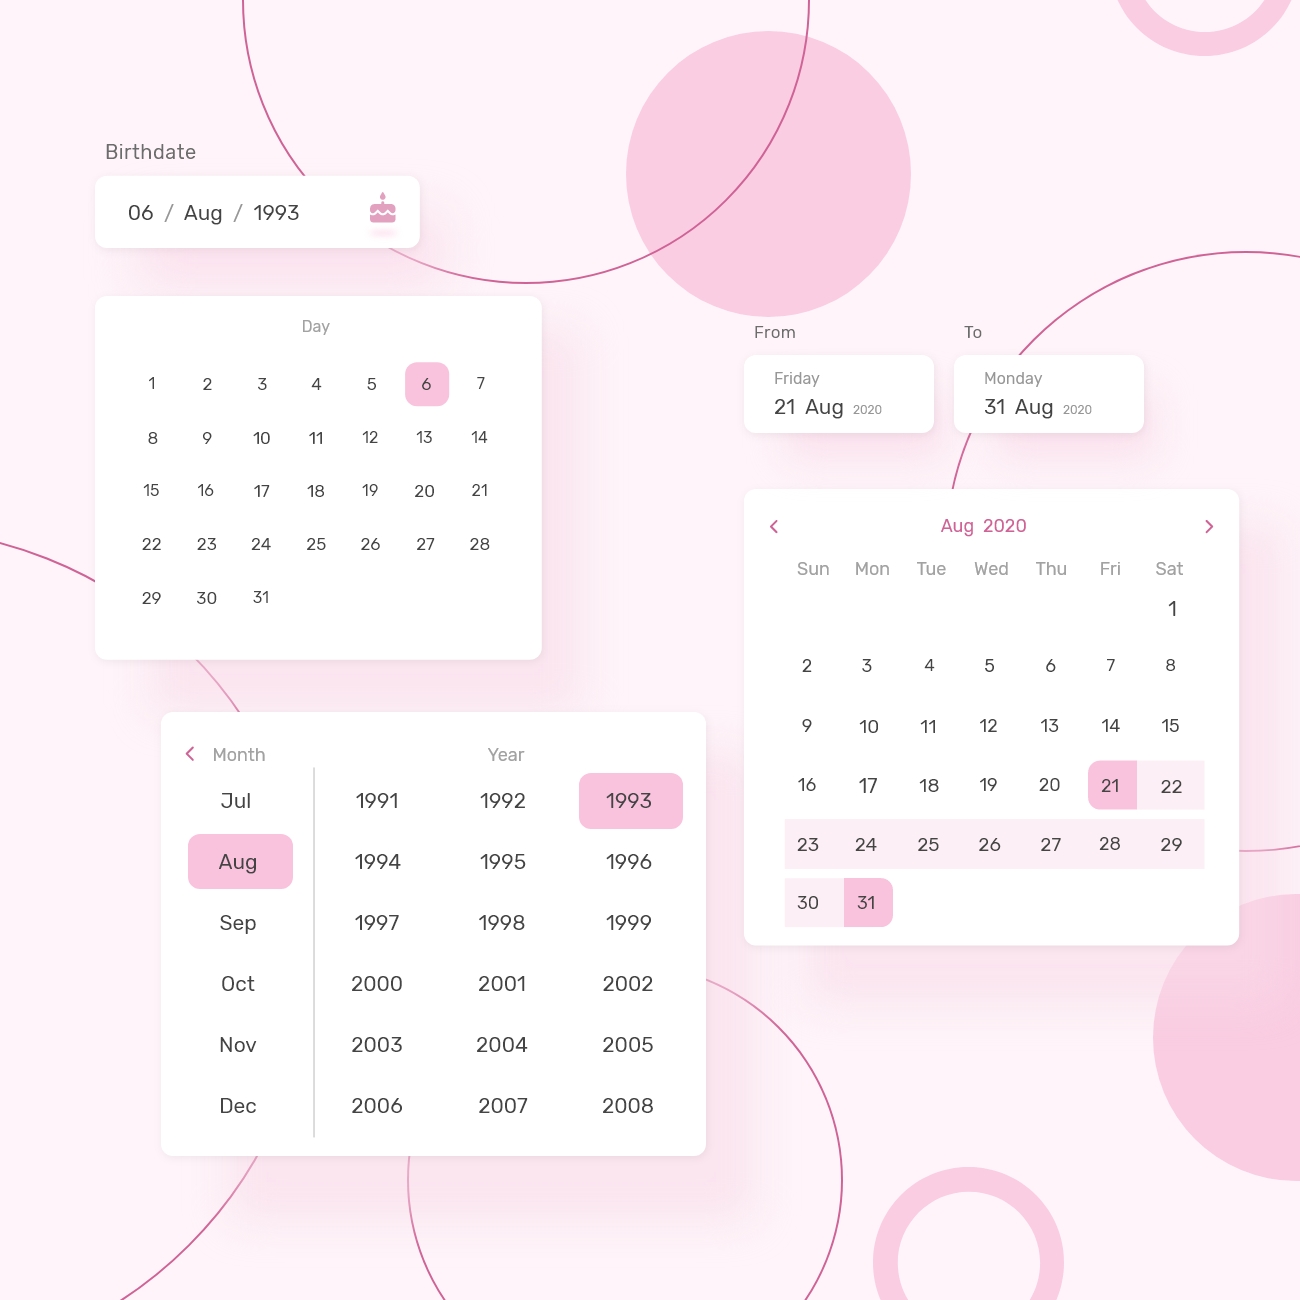 Birthdate
06 / Aug / 1993
Day
1 2 3 4 5 6 7
8 9 10 11 12 13 14
15 16 17 18 19 20 21
22 23 24 25 26 27 28
29 30 31
Month Year
Jul 1991 1992 1993
Aug 1994 1995 1996
Sep 1997 1998 1999
Oct 2000 2001 2002
Nov 2003 2004 2005
Dec 2006 2007 2008
From To
Friday Monday
21 Aug 2020 31 Aug 2020
Aug 2020
Sun Mon Tue Wed Thu Fri Sat
1
2 3 4 5 6 7 8
9 10 11 12 13 14 15
16 17 18 19 20 21 22
23 24 25 26 27 28 29
30 31